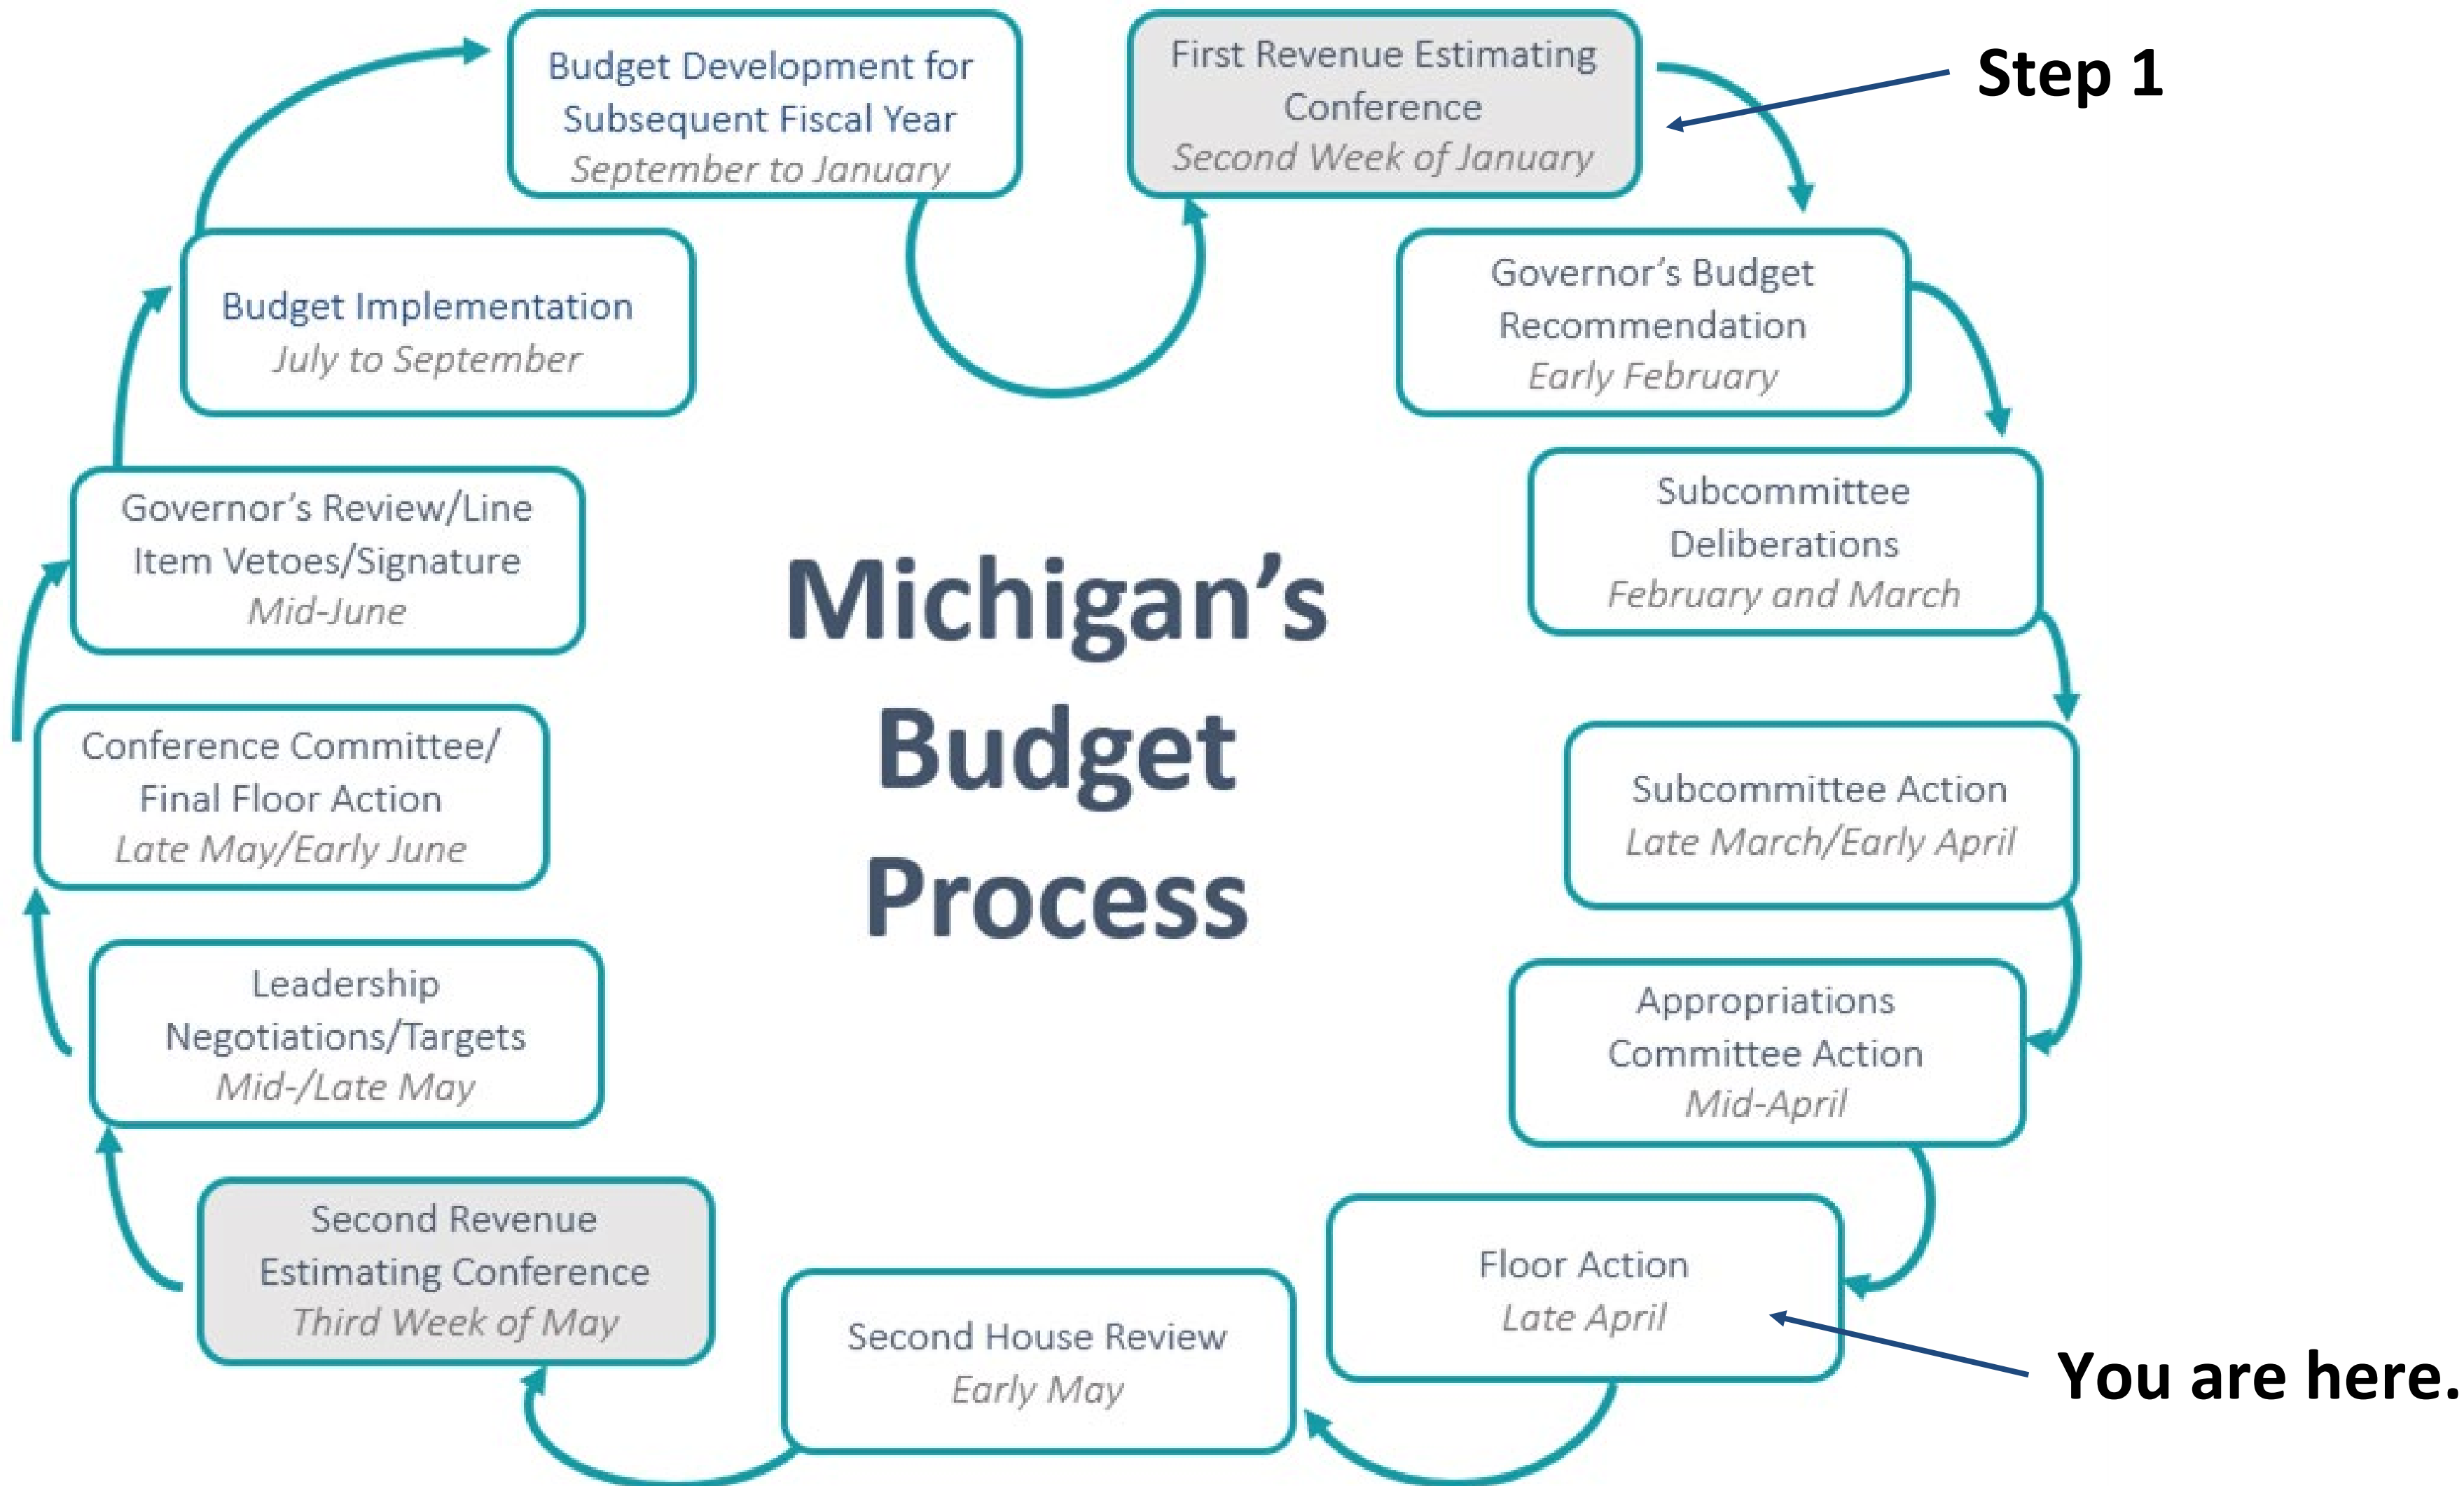 Budget Development for
Subsequent Fiscal Year
September to January
First Revenue Estimating
Conference
Second Week of January
Step 1
Governor’s Budget
Recommendation
Early February
Subcommittee
Deliberations
February and March
Subcommittee Action
Late March/Early April
Appropriations
Committee Action
Mid-April
Floor Action
Late April
You are here.
Second House Review
Early May
Second Revenue
Estimating Conference
Third Week of May
Leadership
Negotiations/Targets
Mid-/Late May
Conference Committee/
Final Floor Action
Late May/Early June
Governor’s Review/Line
Item Vetoes/Signature
Mid-June
Budget Implementation
July to September
Michigan’s
Budget
Process